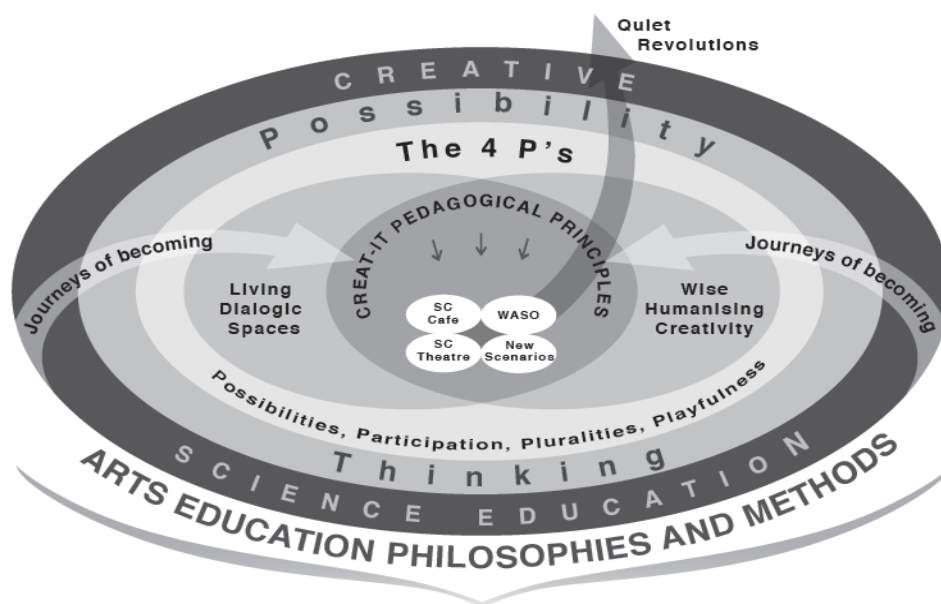 Quiet
Revolutions
CREATIVE
Possibility
The 4 P's
CREAT-IT PEDAGOGICAL PRINCIPLES
Journeys of becoming
Journeys of becoming
Living
Dialogic
Spaces
Wise
Humanising
Creativity
SC
Cafe
WASO
SC
Theatre
New
Scenarios
Possibilities, Participation, Pluralities, Playfulness
Thinking
SCIENCE EDUCATION
ARTS EDUCATION PHILOSOPHIES AND METHODS